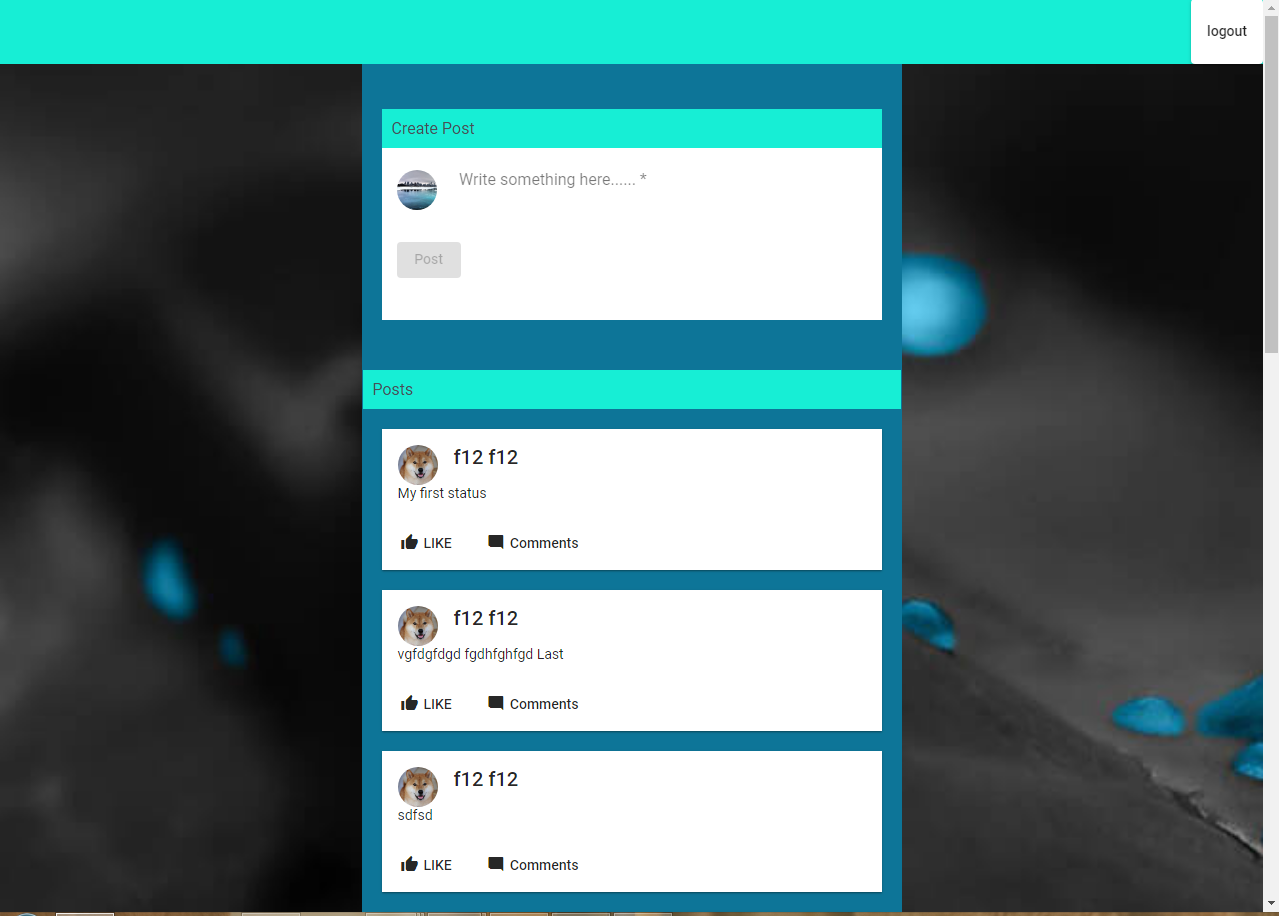 logout
Create Post
Write something here...... *
Post
Posts
f12 f12
My first status
LIKE Comments
f12 f12
vgfdgfdgd fgdhfghfgd Last
LIKE Comments
f12 f12
sdfsd
LIKE Comments